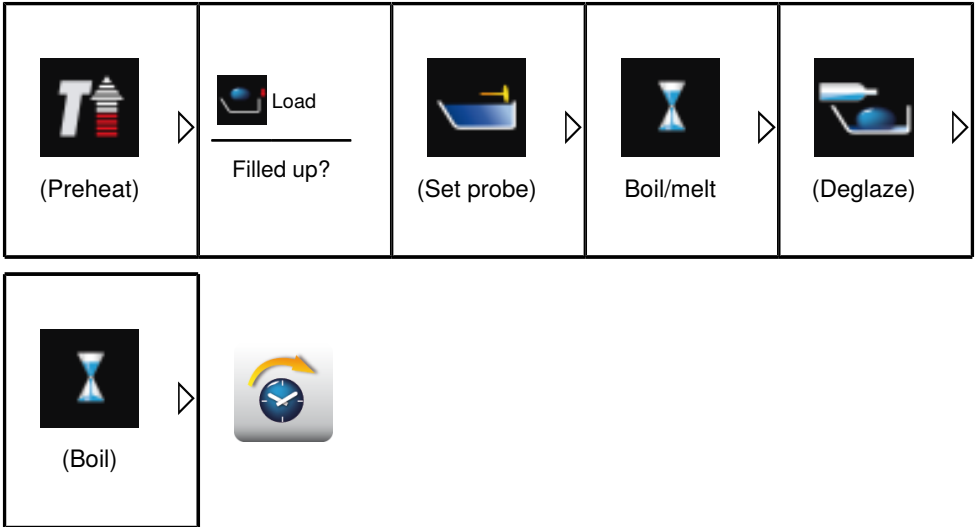 (Preheat)
Load
Filled up?
(Set probe)
Boil/melt
(Deglaze)
(Boil)